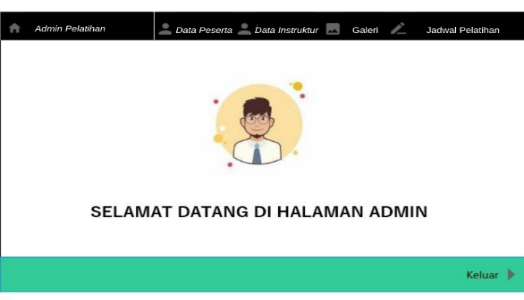 Admin Pelatihan Data Peserta Data Instruktur Galeri Jadwal Pelatihan
SELAMAT DATANG DI HALAMAN ADMIN
Keluar